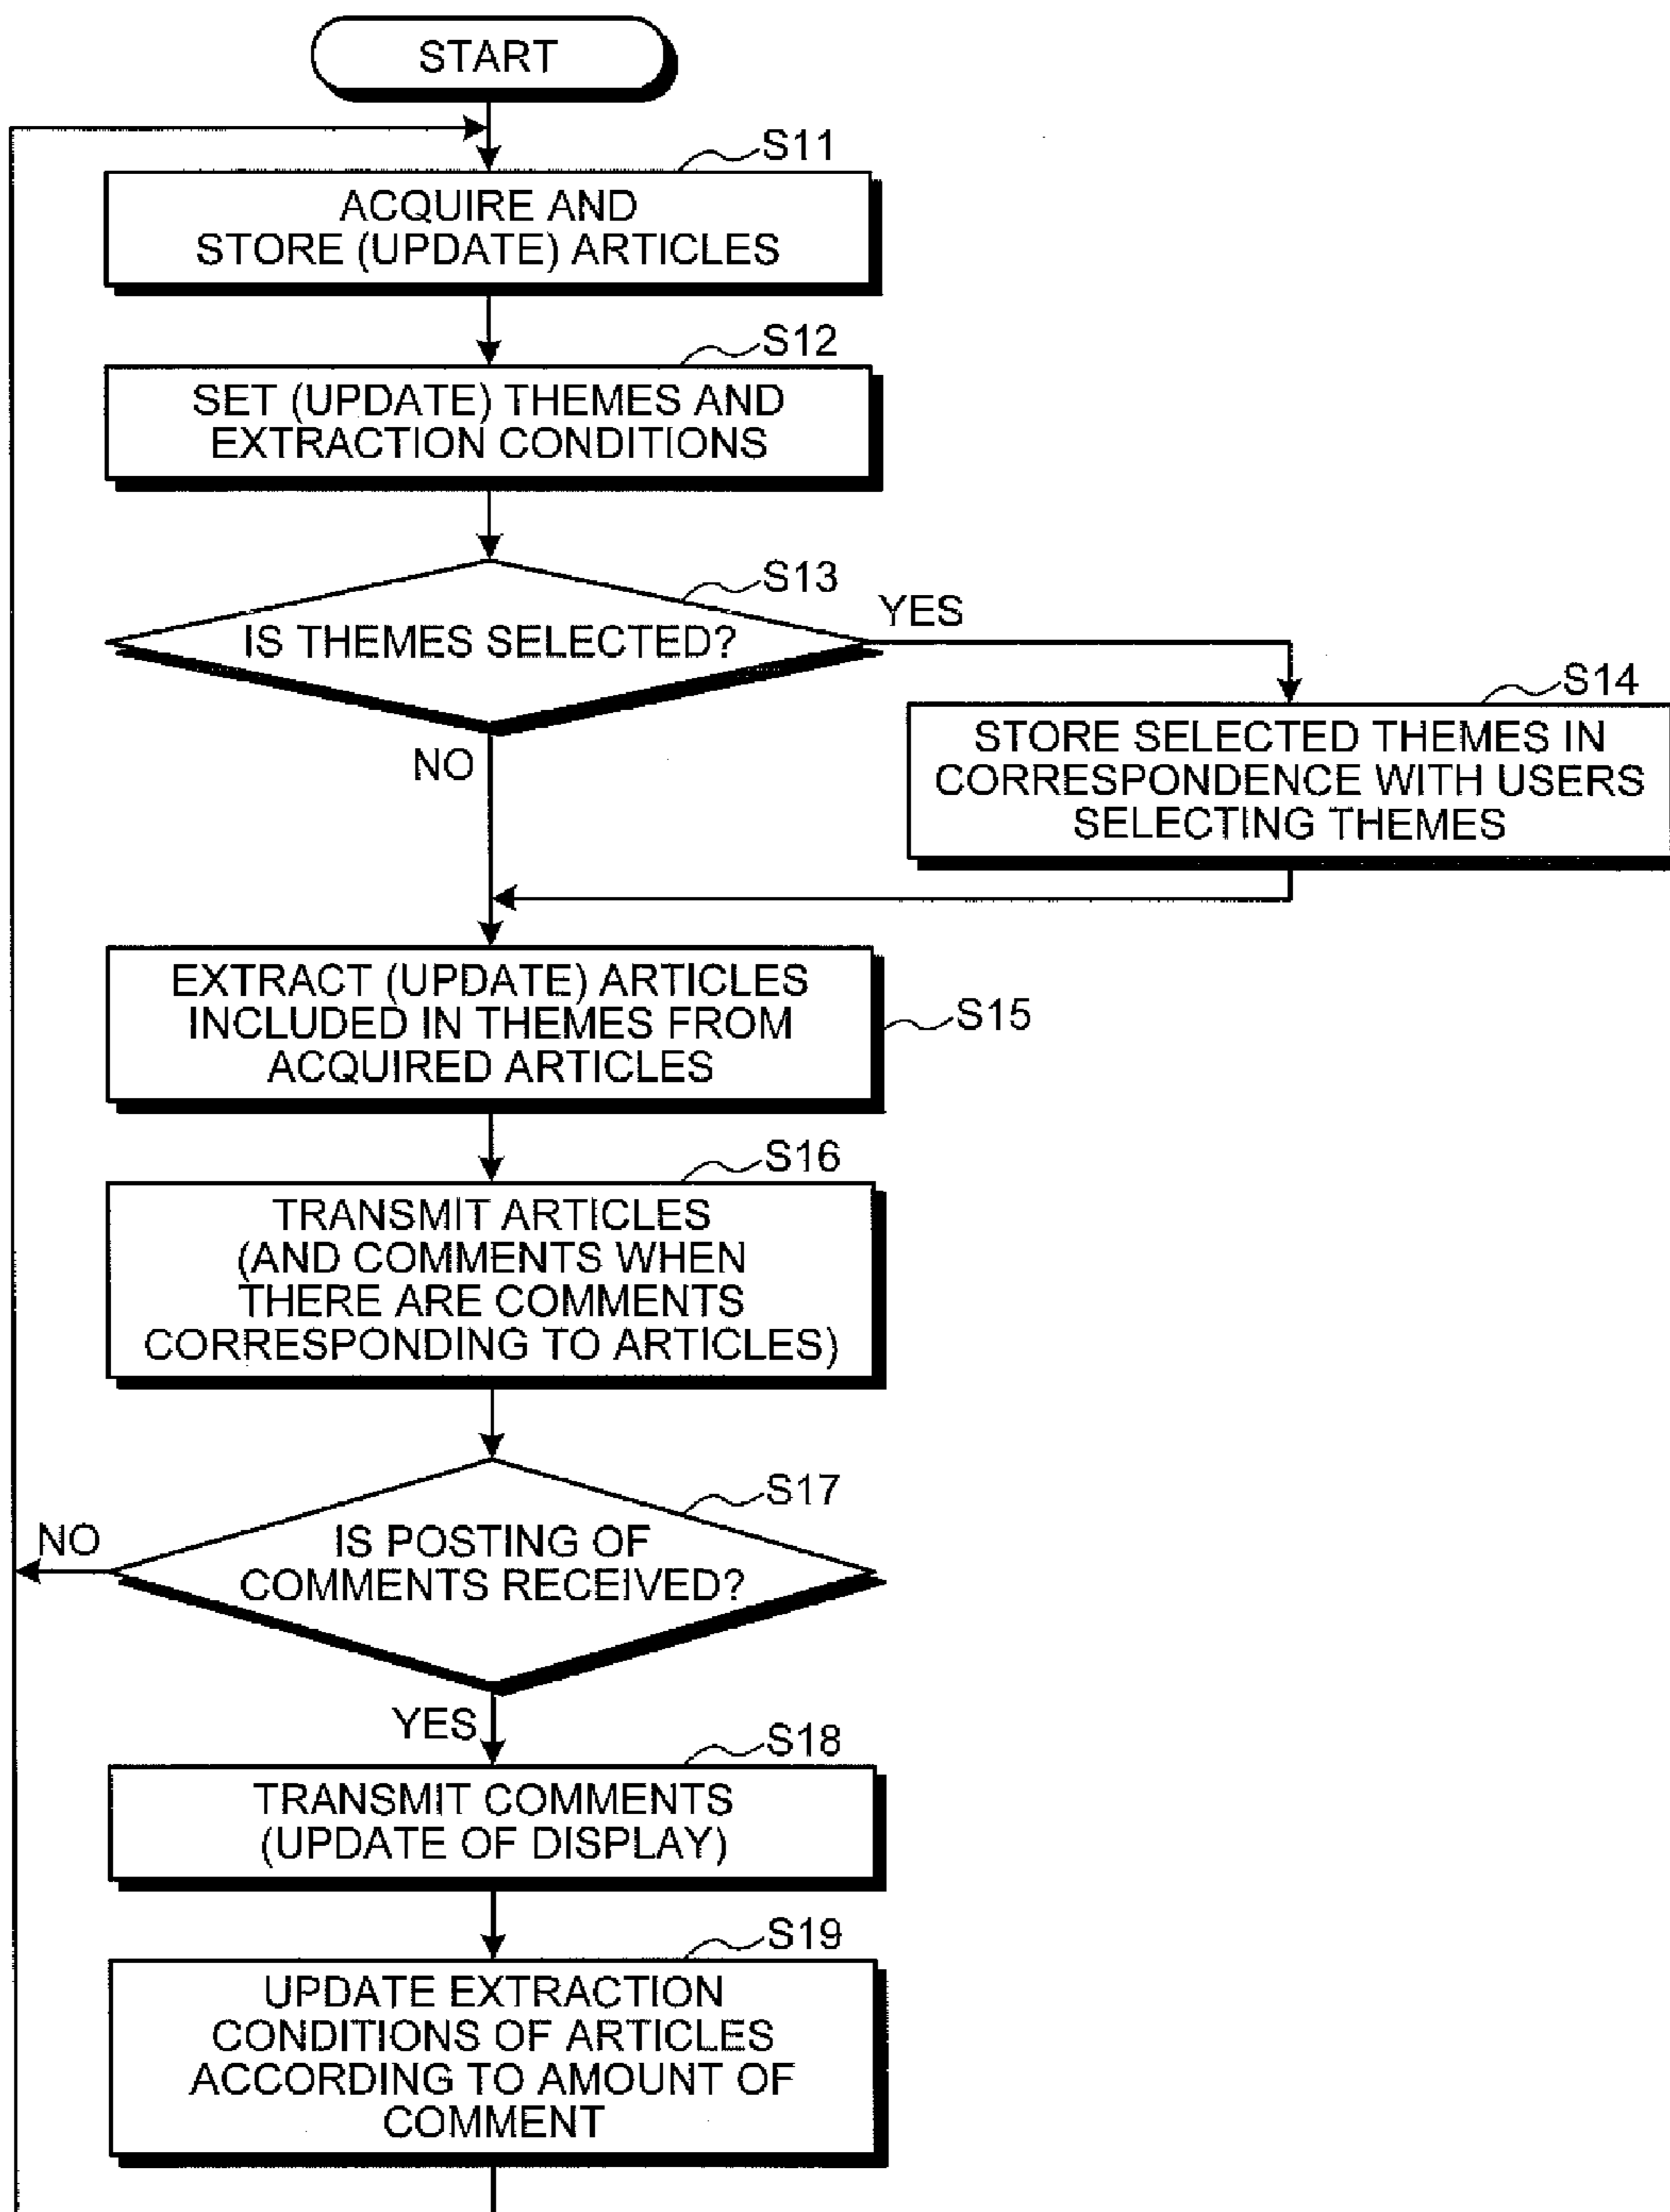 START
S11
ACQUIRE AND
STORE (UPDATE) ARTICLES
S12
SET (UPDATE) THEMES AND
EXTRACTION CONDITIONS
S13
IS THEMES SELECTED?
YES
NO
S14
STORE SELECTED THEMES IN
CORRESPONDENCE WITH USERS
SELECTING THEMES
EXTRACT (UPDATE) ARTICLES
INCLUDED IN THEMES FROM
ACQUIRED ARTICLES
S15
S16
TRANSMIT ARTICLES
(AND COMMENTS WHEN
THERE ARE COMMENTS
CORRESPONDING TO ARTICLES)
S17
IS POSTING OF
COMMENTS RECEIVED?
NO
YES
S18
TRANSMIT COMMENTS
(UPDATE OF DISPLAY)
S19
UPDATE EXTRACTION
CONDITIONS OF ARTICLES
ACCORDING TO AMOUNT OF
COMMENT